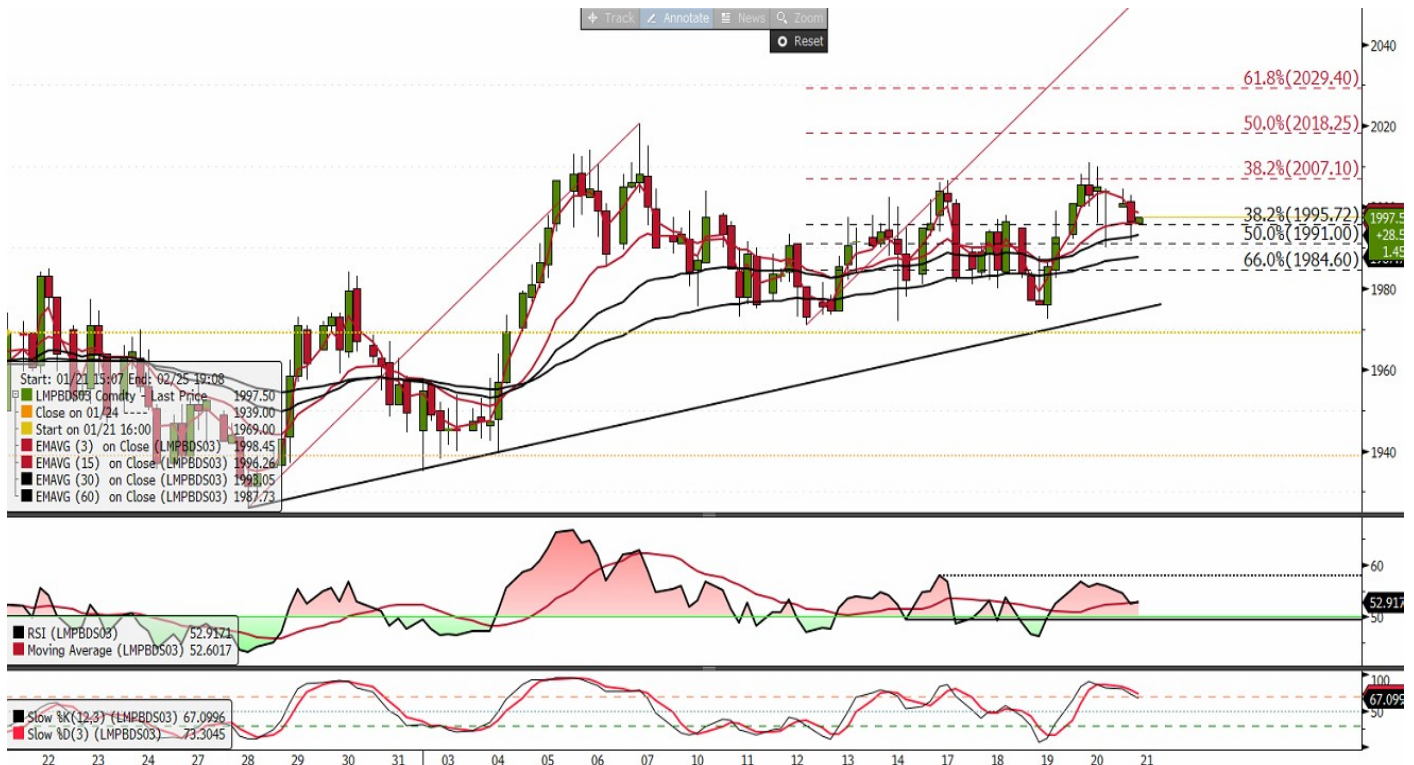 Track Annotate News Zoom
Reset
2040
61.8%(2029.40)
2020
50.0%(2018.25)
38.2%(2007.10)
38.2%(1995.72)
1997.5
50.0%(1991.00)
+28.5
1.45
66.0%(1984.60)
1980
1960
1940
Start: 01/21 15:07 End: 02/25 19:08
LMPBDS03 Comdty - Last Price 1997.50
Close on 01/24 ---- 1939.00
Start on 01/21 16:00 1969.00
EMAVG (3) on Close (LMPBDS03) 1998.45
EMAVG (15) on Close (LMPBDS03) 1996.26
EMAVG (30) on Close (LMPBDS03) 1993.05
EMAVG (60) on Close (LMPBDS03) 1987.73
60
52.917
50
RSI (LMPBDS03) 52.9171
Moving Average (LMPBDS03) 52.6017
100
67.099
50
0
Slow %K(12,3) (LMPBDS03) 67.0996
Slow %D(3) (LMPBDS03) 73.3045
22 23 24 27 28 29 30 31 03 04 05 06 07 10 11 12 13 14 17 18 19 20 21